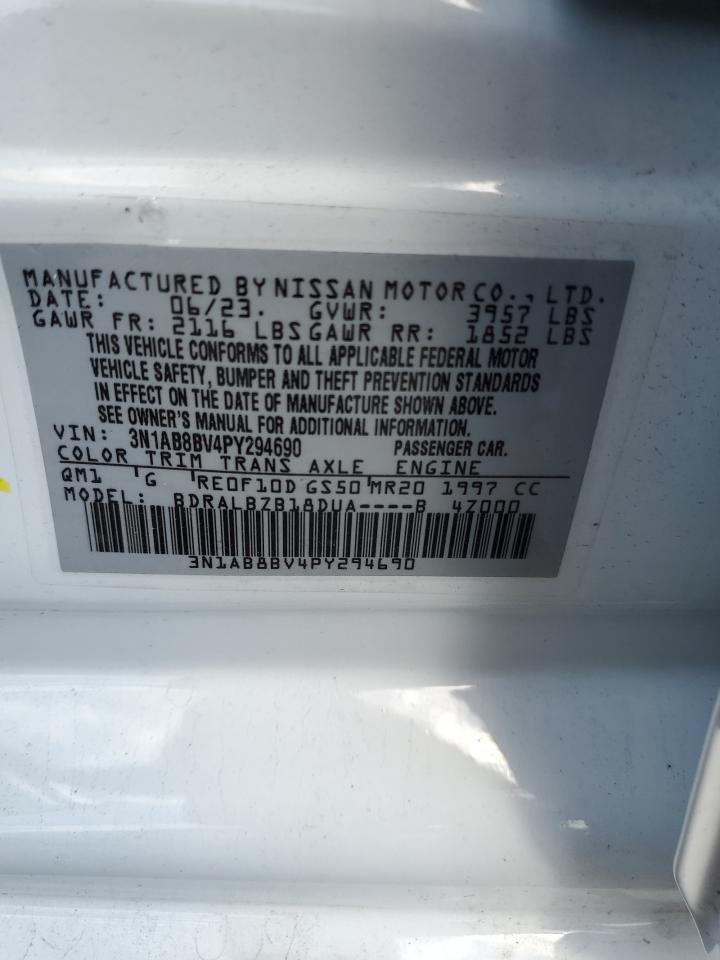 MANUFACTURED BY NISSAN MOTOR CO., LTD.
DATE: 06/23. GVWR: 3957 LBS
GAWR FR: 2116 LBS GAWR RR: 1852 LBS
THIS VEHICLE CONFORMS TO ALL APPLICABLE FEDERAL MOTOR
VEHICLE SAFETY, BUMPER AND THEFT PREVENTION STANDARDS
IN EFFECT ON THE DATE OF MANUFACTURE SHOWN ABOVE.
SEE OWNER'S MANUAL FOR ADDITIONAL INFORMATION.
VIN: 3N1AB8BV4PY294690 PASSENGER CAR.
COLOR TRIM TRANS AXLE ENGINE
QM1 G RE0F10D GS50 MR20 1997 CC
MODEL: BDRALBZB18DUA----B 4Z000
3N1AB8BV4PY294690